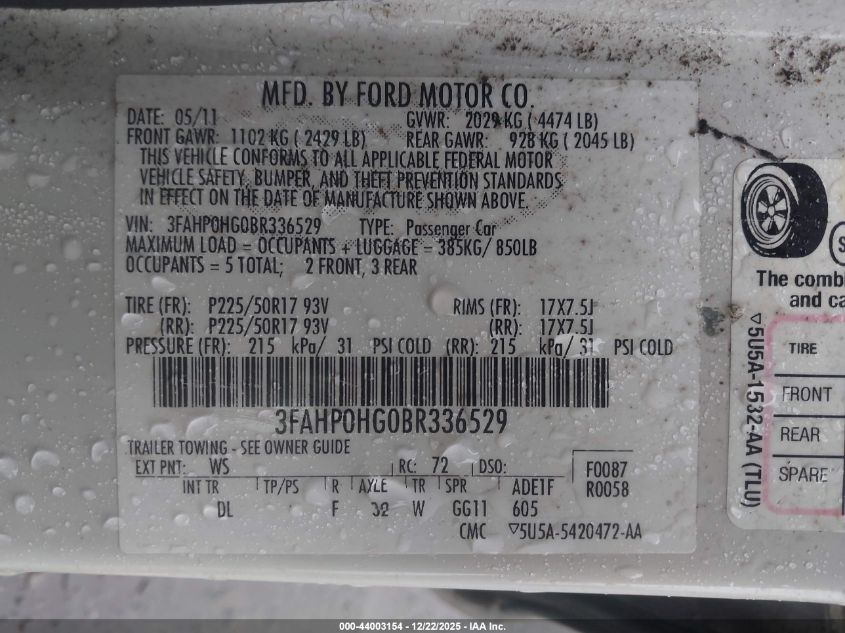 MFD. BY FORD MOTOR CO.
DATE: 05/11 GVWR: 2029 KG ( 4474 LB)
FRONT GAWR: 1102 KG ( 2429 LB) REAR GAWR: 928 KG ( 2045 LB)
THIS VEHICLE CONFORMS TO ALL APPLICABLE FEDERAL MOTOR
VEHICLE SAFETY, BUMPER, AND THEFT PREVENTION STANDARDS
IN EFFECT ON THE DATE OF MANUFACTURE SHOWN ABOVE.
VIN: 3FAHP0HG0BR336529 TYPE: Passenger Car
MAXIMUM LOAD = OCCUPANTS + LUGGAGE = 385KG/ 850LB
OCCUPANTS = 5 TOTAL; 2 FRONT, 3 REAR
TIRE (FR): P225/50R17 93V RIMS (FR): 17X7.5J
(RR): P225/50R17 93V (RR): 17X7.5J
PRESSURE (FR): 215 kPa/ 31 PSI COLD (RR): 215 kPa/ 31 PSI COLD
3FAHP0HG0BR336529
TRAILER TOWING - SEE OWNER GUIDE
EXT PNT: WS RC: 72 DSO: F0087
INT TR TP/PS R AXLE TR SPR ADE1F R0058
DL F 32 W GG11 605
CMC ▽5U5A-5420472-AA
The comb
and ca
TIRE
FRONT
REAR
SPARE
▽5U5A-1532-AA (TLU)
000-44003154 - 12/22/2025 - IAA Inc.